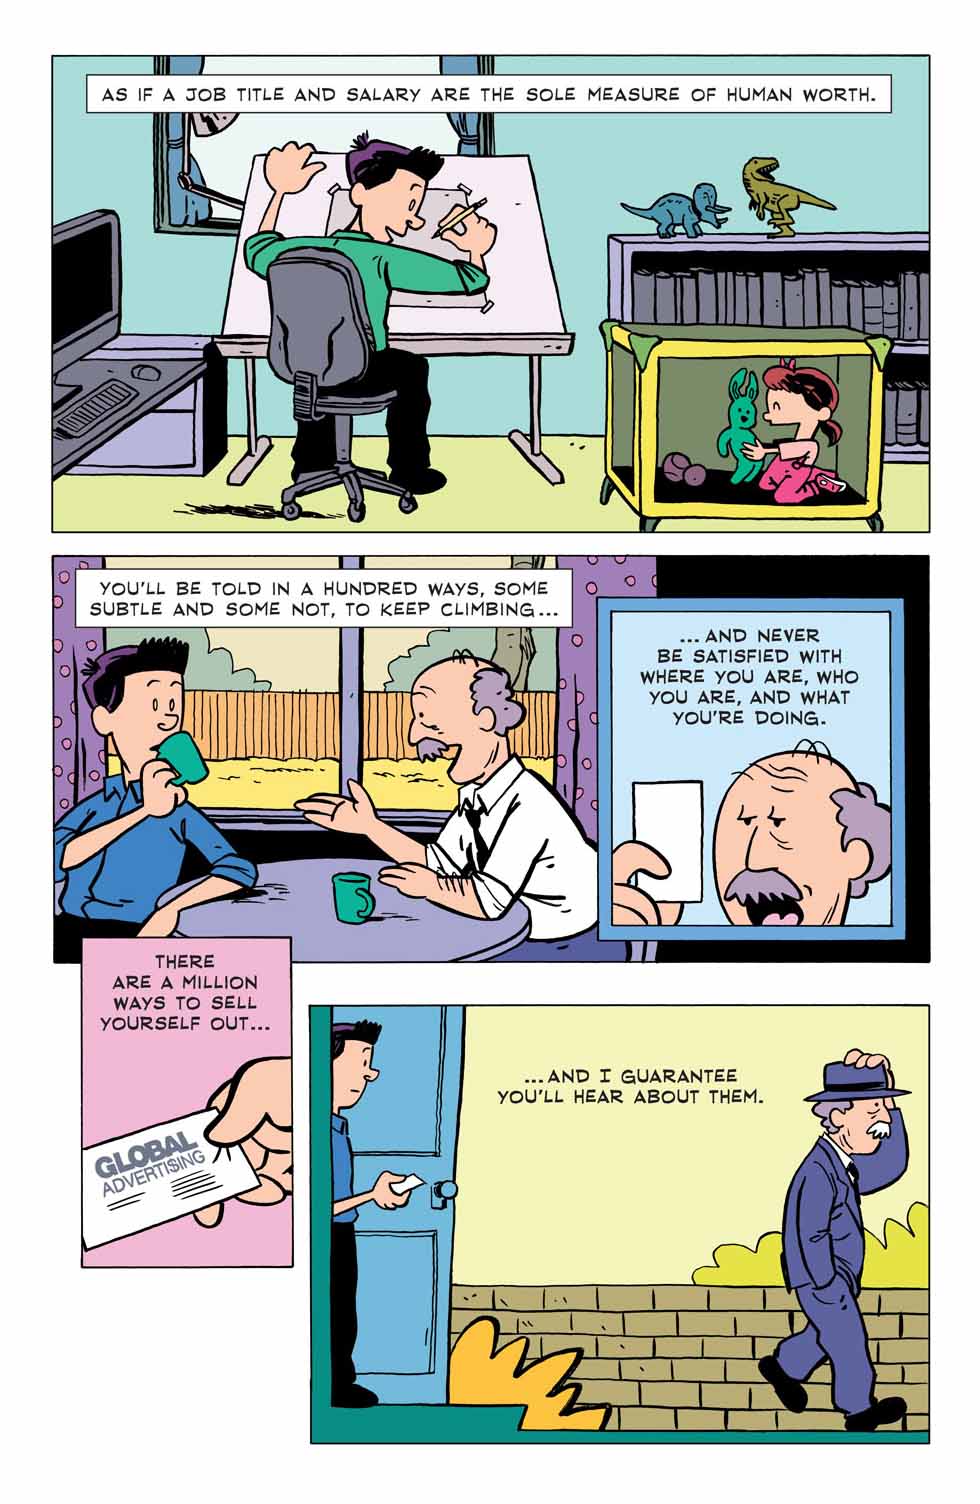 AS IF A JOB TITLE AND SALARY ARE THE SOLE MEASURE OF HUMAN WORTH.
YOU'LL BE TOLD IN A HUNDRED WAYS, SOME
SUBTLE AND SOME NOT, TO KEEP CLIMBING...
...AND NEVER
BE SATISFIED WITH
WHERE YOU ARE, WHO
YOU ARE, AND WHAT
YOU'RE DOING.
THERE
ARE A MILLION
WAYS TO SELL
YOURSELF OUT...
GLOBAL
ADVERTISING
...AND I GUARANTEE
YOU'LL HEAR ABOUT THEM.